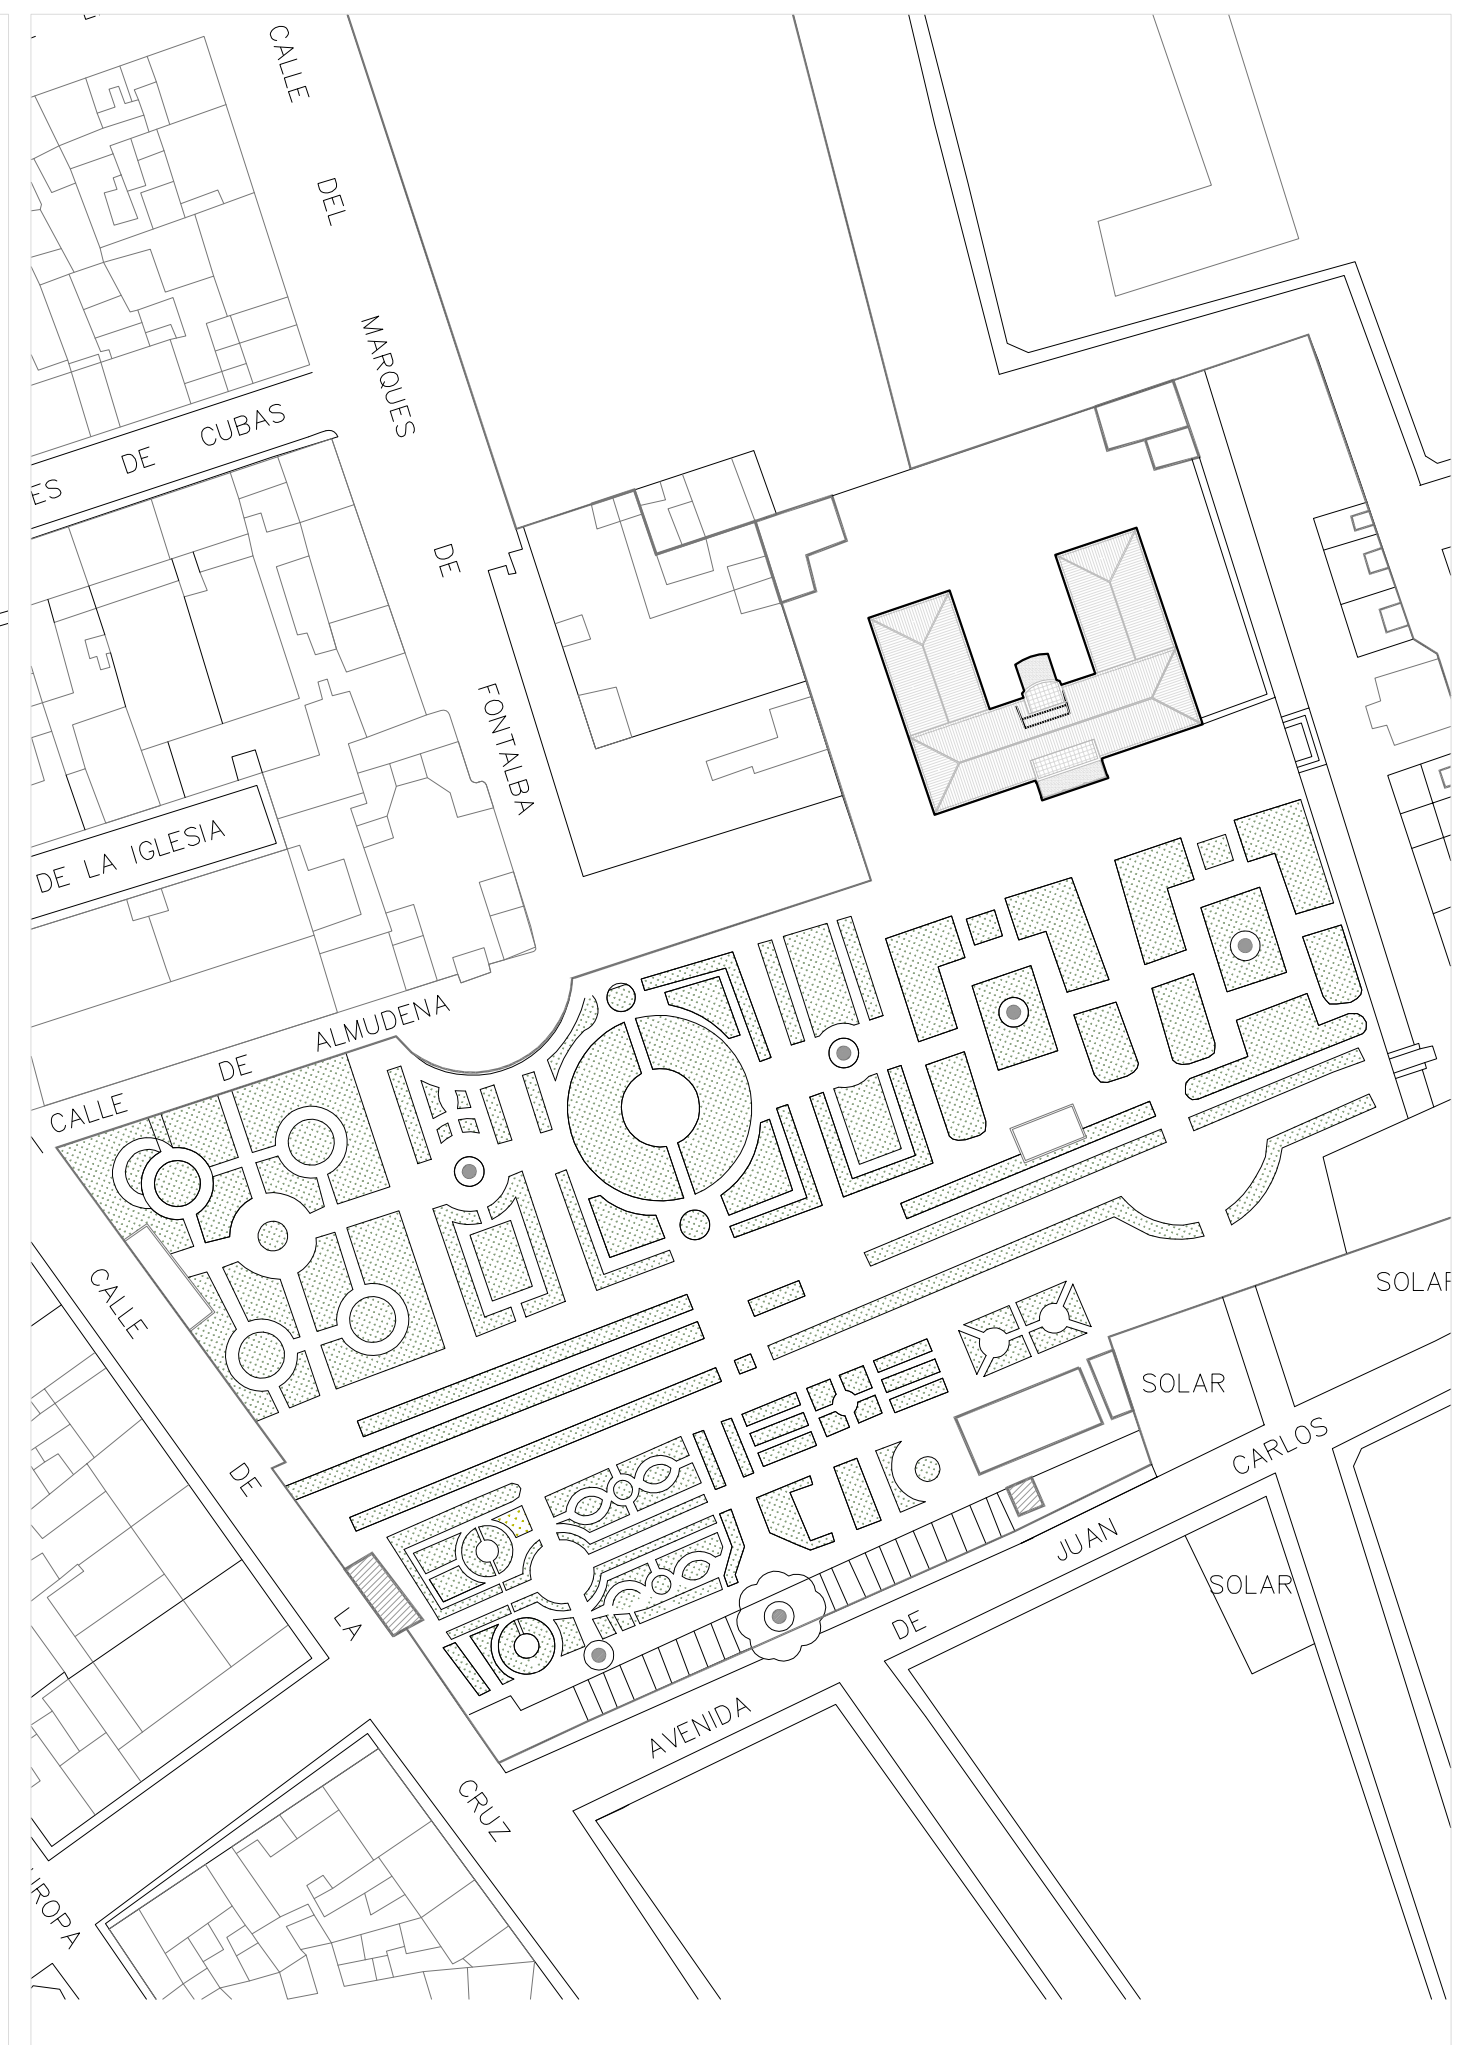 CALLE DEL MARQUES DE FONTALBA
ES DE CUBAS
DE LA IGLESIA
CALLE DE ALMUDENA
CALLE DE LA CRUZ
SOLAR
SOLAR
SOLAR
AVENIDA DE JUAN CARLOS
UROPA